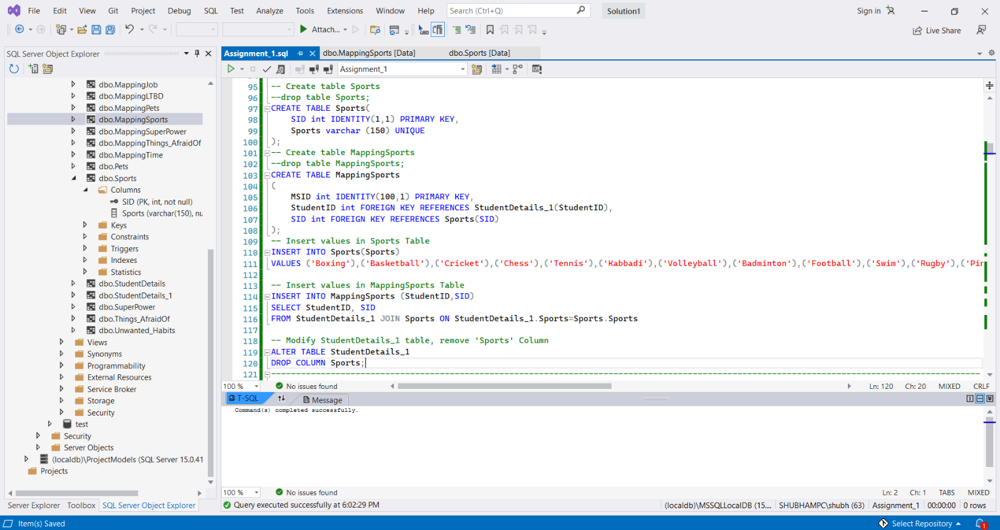 File Edit View Git Project Debug SQL Test Analyze Tools Extensions Window Help Search (Ctrl+Q) Solution1 Sign in
Attach... Live Share
SQL Server Object Explorer
dbo.MappingJob
dbo.MappingLTBD
dbo.MappingPets
dbo.MappingSports
dbo.MappingSuperPower
dbo.MappingThings_AfraidOf
dbo.MappingTime
dbo.Pets
dbo.Sports
Columns
SID (PK, int, not null)
Sports (varchar(150), nu
Keys
Constraints
Triggers
Indexes
Statistics
dbo.StudentDetails
dbo.StudentDetails_1
dbo.SuperPower
dbo.Things_AfraidOf
dbo.Unwanted_Habits
Views
Synonyms
Programmability
External Resources
Service Broker
Storage
Security
test
Security
Server Objects
(localdb)\ProjectModels (SQL Server 15.0.41
Projects
Server Explorer Toolbox SQL Server Object Explorer
Assignment_1.sql dbo.MappingSports [Data] dbo.Sports [Data]
Assignment_1
95 -- Create table Sports
96 --drop table Sports;
97 CREATE TABLE Sports(
98 SID int IDENTITY(1,1) PRIMARY KEY,
99 Sports varchar (150) UNIQUE
100 );
101 -- Create table MappingSports
102 --drop table MappingSports;
103 CREATE TABLE MappingSports
104 (
105 MSID int IDENTITY(100,1) PRIMARY KEY,
106 StudentID int FOREIGN KEY REFERENCES StudentDetails_1(StudentID),
107 SID int FOREIGN KEY REFERENCES Sports(SID)
108 );
109 -- Insert values in Sports Table
110 INSERT INTO Sports(Sports)
111 VALUES ('Boxing'),('Basketball'),('Cricket'),('Chess'),('Tennis'),('Kabbadi'),('Volleyball'),('Badminton'),('Football'),('Swim'),('Rugby'),('Pin
112
113 -- Insert values in MappingSports Table
114 INSERT INTO MappingSports (StudentID,SID)
115 SELECT StudentID, SID
116 FROM StudentDetails_1 JOIN Sports ON StudentDetails_1.Sports=Sports.Sports
117
118 -- Modify StudentDetails_1 table, remove 'Sports' Column
119 ALTER TABLE StudentDetails_1
120 DROP COLUMN Sports;
121
100 % No issues found Ln: 120 Ch: 20 MIXED CRLF
T-SQL Message
Command(s) completed successfully.
100 % No issues found Ln: 2 Ch: 1 TABS MIXED
Query executed successfully at 6:02:29 PM (localdb)\MSSQLLocalDB (15.... SHUBHAMPC\shubh (63) Assignment_1 00:00:00 0 rows
Item(s) Saved Select Repository 1